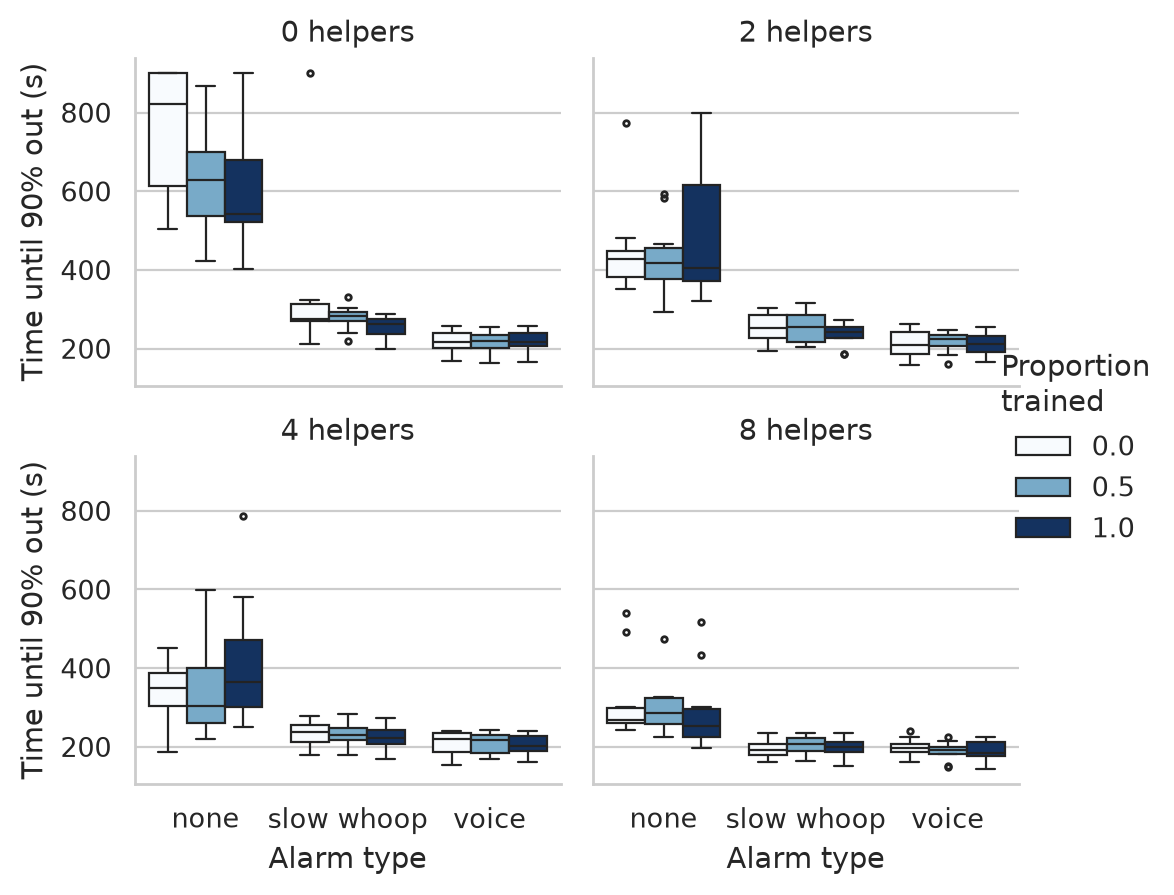 0 helpers
2 helpers
Time until 90% out (s)
800
600
400
200
4 helpers
8 helpers
Proportion
trained
0.0
0.5
1.0
Time until 90% out (s)
800
600
400
200
none
slow whoop
voice
none
slow whoop
voice
Alarm type
Alarm type